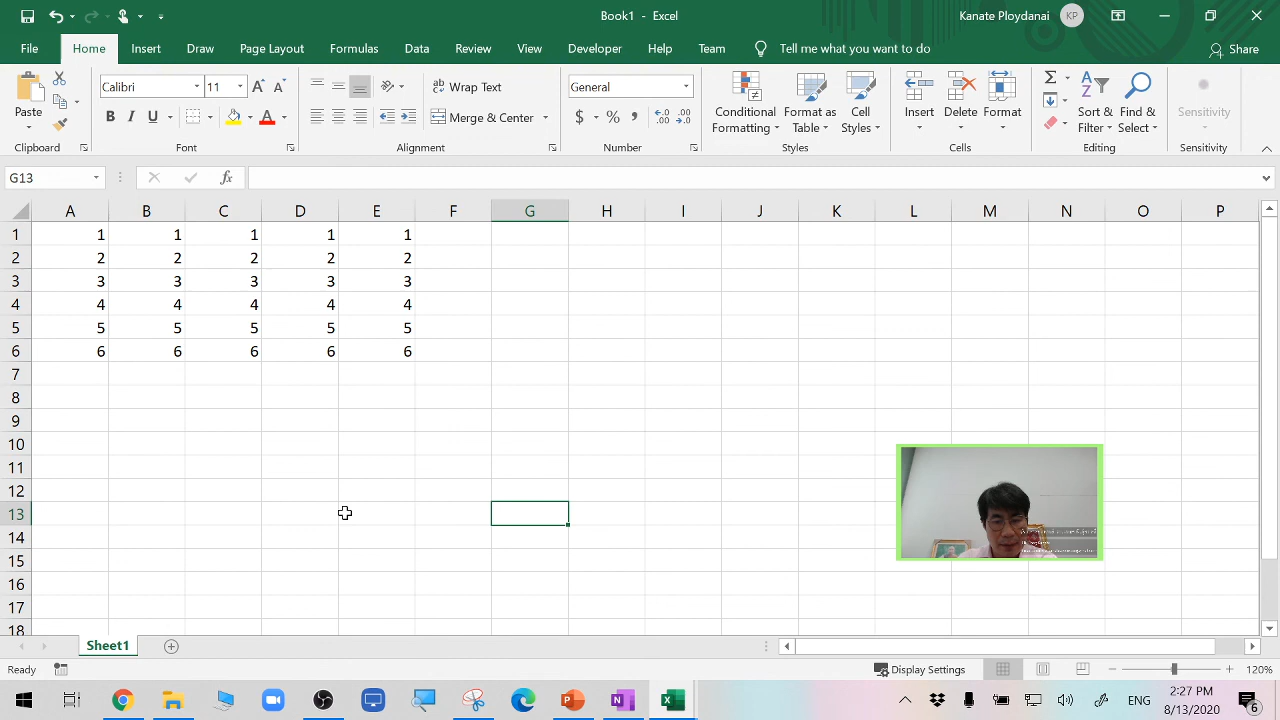 Book1 - Excel
Kanate Ploydanai KP
File Home Insert Draw Page Layout Formulas Data Review View Developer Help Team Tell me what you want to do Share
Calibri 11 Wrap Text General
Paste B I U Merge & Center $ % Conditional Formatting Format as Table Cell Styles Insert Delete Format Sort & Filter Find & Select Sensitivity
Clipboard Font Alignment Number Styles Cells Editing Sensitivity
G13 fx
A B C D E F G H I J K L M N O P
1 1 1 1 1 1
2 2 2 2 2 2
3 3 3 3 3 3
4 4 4 4 4 4
5 5 5 5 5 5
6 6 6 6 6 6
7
8
9
10
11
12
13
14
15
16
17
18
Sheet1
Ready Display Settings 120%
ENG 2:27 PM
8/13/2020 6